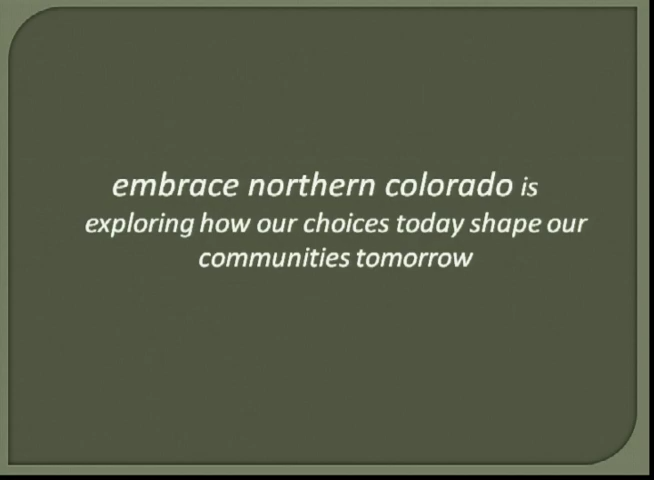 embrace northern colorado is
exploring how our choices today shape our
communities tomorrow